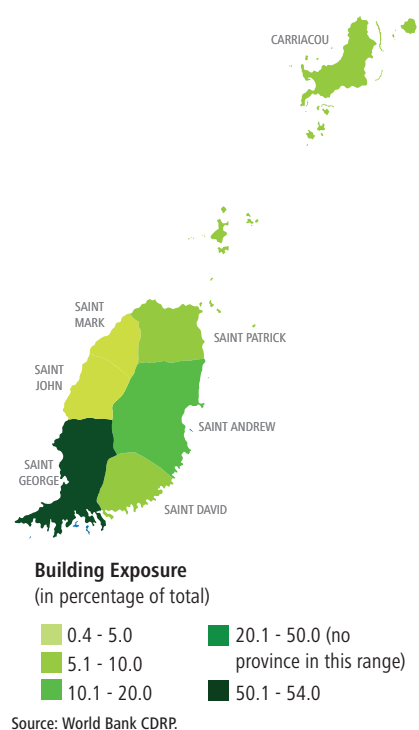 CARRIACOU
SAINT
MARK
SAINT PATRICK
SAINT
JOHN
SAINT ANDREW
SAINT
GEORGE
SAINT DAVID
Building Exposure
(in percentage of total)
0.4 - 5.0
5.1 - 10.0
10.1 - 20.0
20.1 - 50.0 (no
province in this range)
50.1 - 54.0
Source: World Bank CDRP.